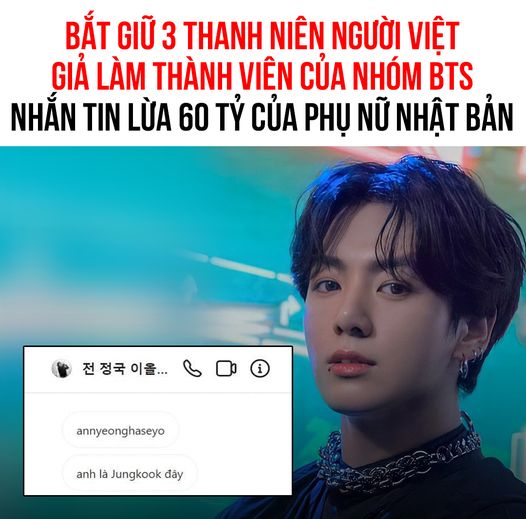 BẮT GIỮ 3 THANH NIÊN NGƯỜI VIỆT
GIẢ LÀM THÀNH VIÊN CỦA NHÓM BTS
NHẮN TIN LỪA 60 TỶ CỦA PHỤ NỮ NHẬT BẢN
전 정국 이올...
annyeonghaseyo
anh là Jungkook đây